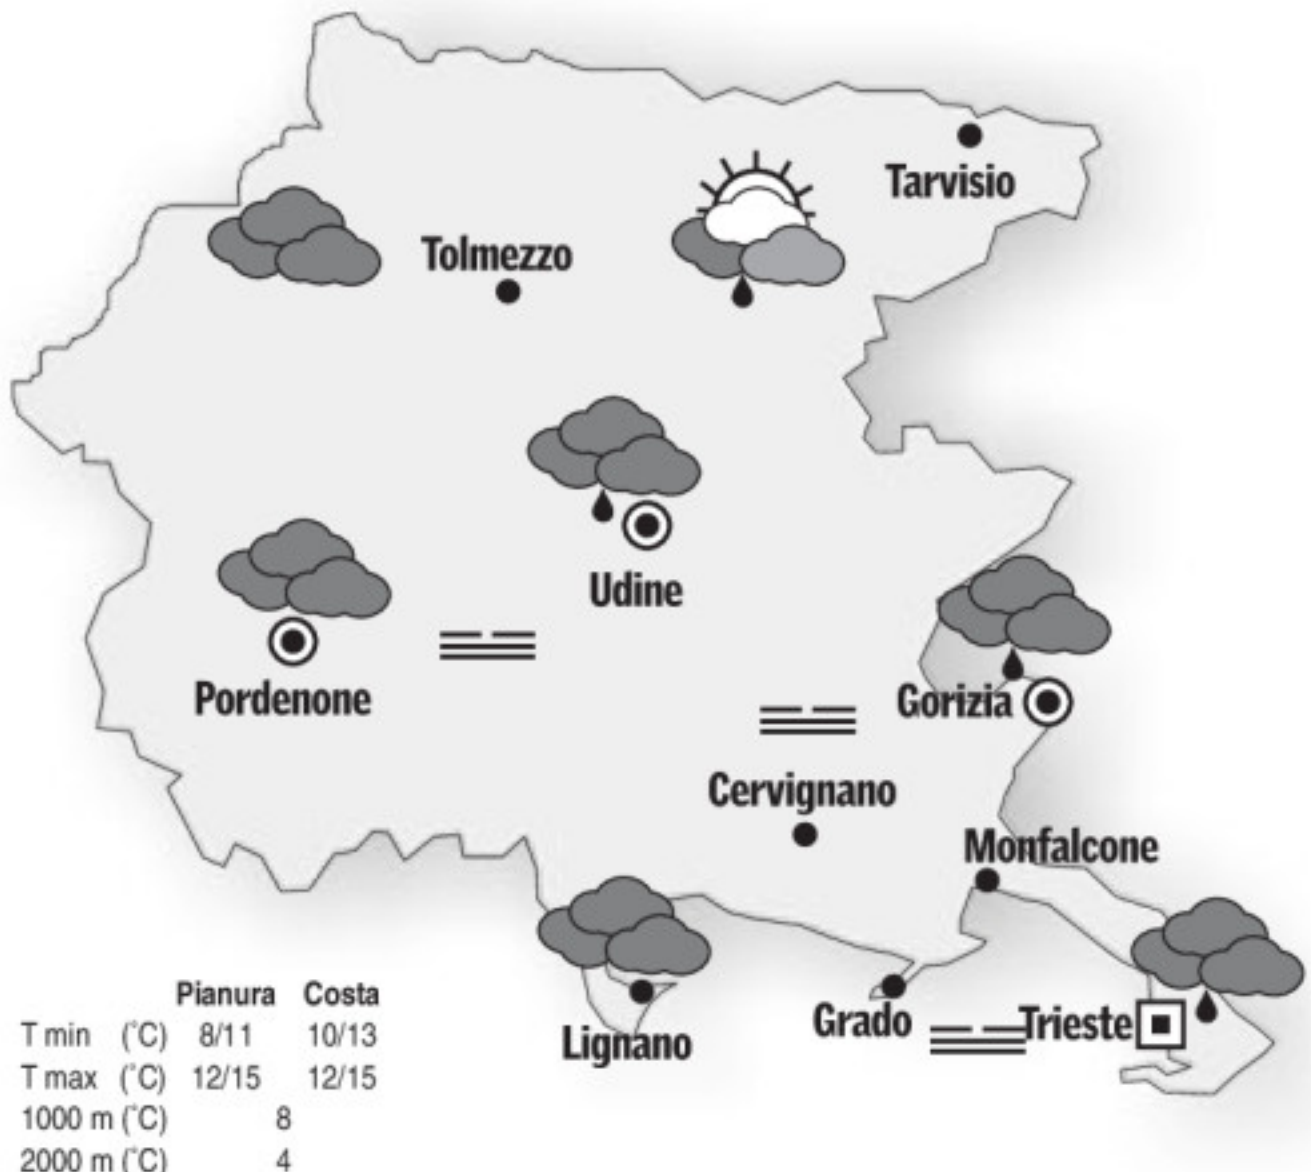 Tarvisio
Tolmezzo
Udine
Pordenone
Gorizia
Cervignano
Monfalcone
Grado
Trieste
Lignano
Pianura Costa
T min (°C) 8/11 10/13
T max (°C) 12/15 12/15
1000 m (°C) 8
2000 m (°C) 4